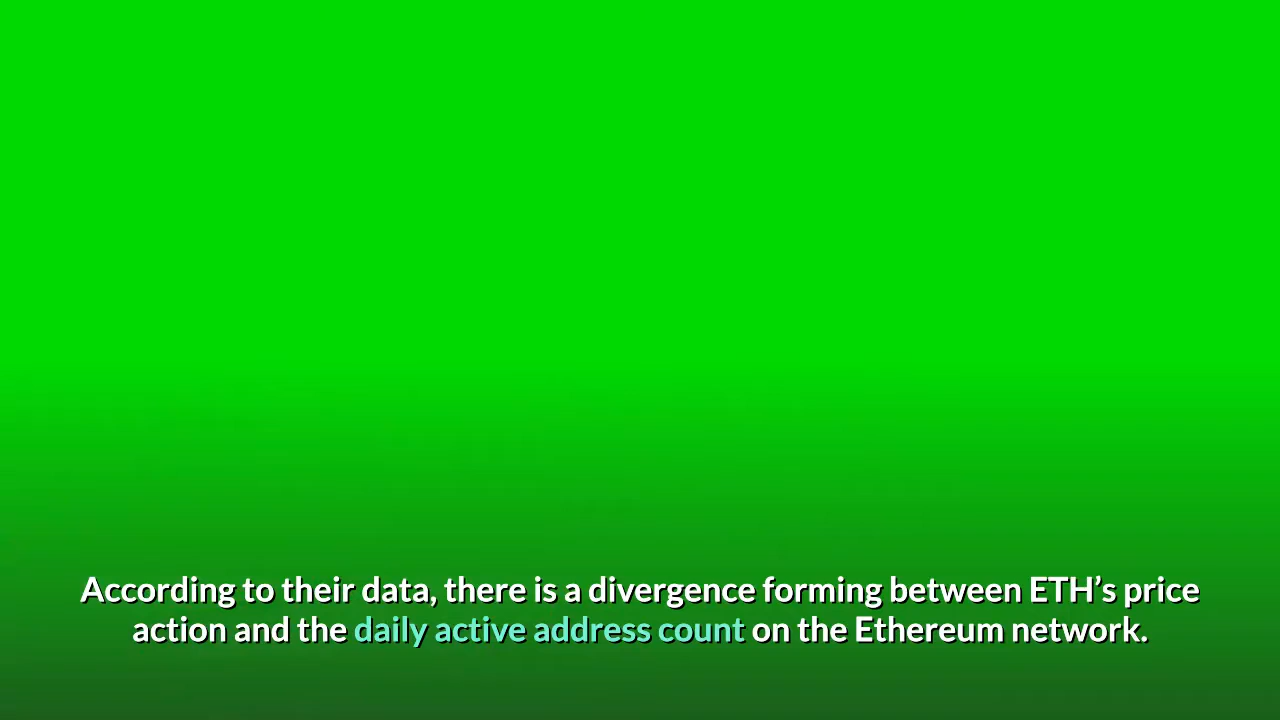 According to their data, there is a divergence forming between ETH’s price
action and the daily active address count on the Ethereum network.